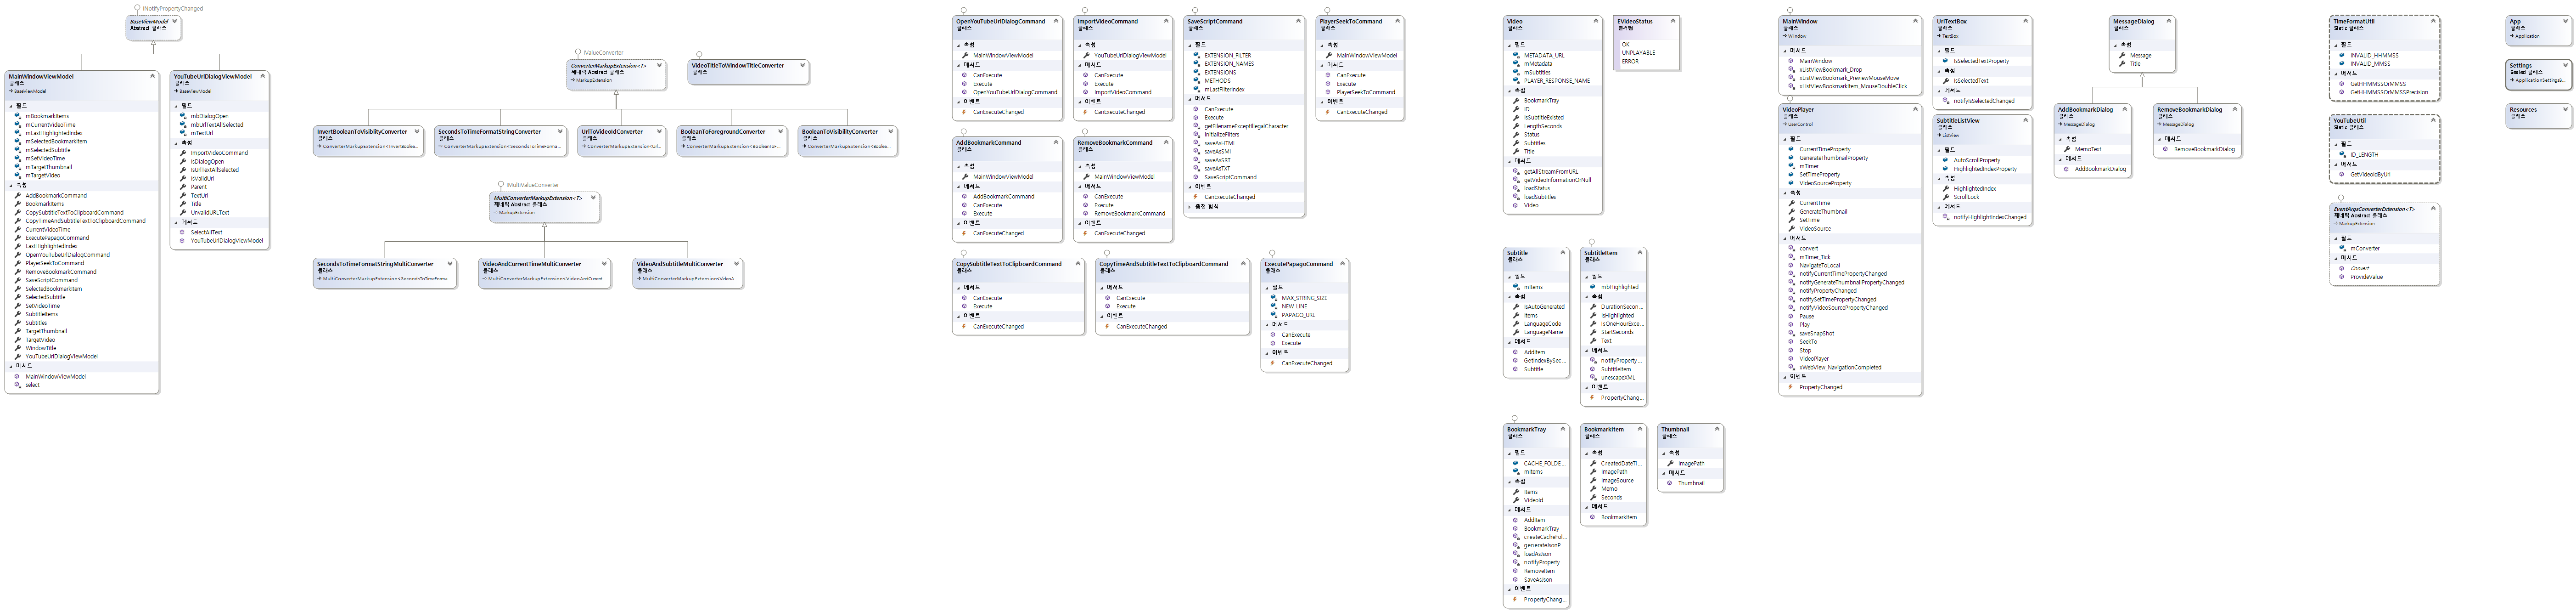 INotifyPropertyChanged
BaseViewModel
Abstract 클래스
MainWindowViewModel
클래스
BaseViewModel
필드
mBookmarkItems
mCurrentVideoTime
mLastHighlightedIndex
mSelectedBookmarkItem
mSelectedSubtitle
mSetVideoTime
mTargetThumbnail
mTargetVideo
속성
AddBookmarkCommand
BookmarkItems
CopySubtitleTextToClipboardCommand
CopyTimeAndSubtitleTextToClipboardCommand
CurrentVideoTime
ExecutePapagoCommand
LastHighlightedIndex
OpenYouTubeUrlDialogCommand
PlayerSeekToCommand
RemoveBookmarkCommand
SaveScriptCommand
SelectedBookmarkItem
SelectedSubtitle
SetVideoTime
SubtitleItems
Subtitles
TargetThumbnail
TargetVideo
WindowTitle
YouTubeUrlDialogViewModel
메서드
MainWindowViewModel
select
YouTubeUrlDialogViewModel
클래스
BaseViewModel
필드
mbDialogOpen
mbUrlTextAllSelected
mTextUrl
속성
ImportVideoCommand
IsDialogOpen
IsUrlTextAllSelected
IsValidUrl
Parent
TextUrl
Title
UnvalidURLText
메서드
SelectAllText
YouTubeUrlDialogViewModel
IValueConverter
ConverterMarkupExtension<T>
제네릭 Abstract 클래스
MarkupExtension
VideoTitleToWindowTitleConverter
클래스
InvertBooleanToVisibilityConverter
클래스
ConverterMarkupExtension<InvertBoolea...
SecondsToTimeFormatStringConverter
클래스
ConverterMarkupExtension<SecondsToTimeForma...
UrlToVideoIdConverter
클래스
ConverterMarkupExtension<Url...
BooleanToForegroundConverter
클래스
ConverterMarkupExtension<BooleanToF...
BooleanToVisibilityConverter
클래스
ConverterMarkupExtension<Boolea...
IMultiValueConverter
MultiConverterMarkupExtension<T>
제네릭 Abstract 클래스
MarkupExtension
SecondsToTimeFormatStringMultiConverter
클래스
MultiConverterMarkupExtension<SecondsToTimeForma...
VideoAndCurrentTimeMultiConverter
클래스
MultiConverterMarkupExtension<VideoAndCurrent...
VideoAndSubtitleMultiConverter
클래스
MultiConverterMarkupExtension<VideoA...
OpenYouTubeUrlDialogCommand
클래스
속성
MainWindowViewModel
메서드
CanExecute
Execute
OpenYouTubeUrlDialogCommand
이벤트
CanExecuteChanged
ImportVideoCommand
클래스
속성
YouTubeUrlDialogViewModel
메서드
CanExecute
Execute
ImportVideoCommand
이벤트
CanExecuteChanged
SaveScriptCommand
클래스
필드
EXTENSION_FILTER
EXTENSION_NAMES
EXTENSIONS
METHODS
mLastFilterIndex
메서드
CanExecute
Execute
getFilenameExceptIllegalCharacter
initializeFilters
saveAsHTML
saveAsSMI
saveAsSRT
saveAsTXT
SaveScriptCommand
이벤트
CanExecuteChanged
중첩 형식
PlayerSeekToCommand
클래스
속성
MainWindowViewModel
메서드
CanExecute
Execute
PlayerSeekToCommand
이벤트
CanExecuteChanged
AddBookmarkCommand
클래스
속성
MainWindowViewModel
메서드
AddBookmarkCommand
CanExecute
Execute
이벤트
CanExecuteChanged
RemoveBookmarkCommand
클래스
속성
MainWindowViewModel
메서드
CanExecute
Execute
RemoveBookmarkCommand
이벤트
CanExecuteChanged
CopySubtitleTextToClipboardCommand
클래스
메서드
CanExecute
Execute
이벤트
CanExecuteChanged
CopyTimeAndSubtitleTextToClipboardCommand
클래스
메서드
CanExecute
Execute
이벤트
CanExecuteChanged
ExecutePapagoCommand
클래스
필드
MAX_STRING_SIZE
NEW_LINE
PAPAGO_URL
메서드
CanExecute
Execute
이벤트
CanExecuteChanged
Video
클래스
필드
METADATA_URL
mMetadata
mSubtitles
PLAYER_RESPONSE_NAME
속성
BookmarkTray
ID
IsSubtitleExisted
LengthSeconds
Status
Subtitles
Title
메서드
getAllStreamFromURL
getVideoInformationOrNull
loadStatus
loadSubtitles
Video
EVideoStatus
열거형
OK
UNPLAYABLE
ERROR
Subtitle
클래스
필드
mItems
속성
IsAutoGenerated
Items
LanguageCode
LanguageName
메서드
AddItem
GetIndexBySec...
Subtitle
SubtitleItem
클래스
필드
mbHighlighted
속성
DurationSecon...
IsHighlighted
IsOneHourExce...
StartSeconds
Text
메서드
notifyProperty...
SubtitleItem
unescapeXML
이벤트
PropertyChang...
BookmarkTray
클래스
필드
CACHE_FOLDE...
mItems
속성
Items
VideoId
메서드
AddItem
BookmarkTray
createCacheFol...
generateJsonP...
loadAsJson
notifyProperty...
RemoveItem
SaveAsJson
이벤트
PropertyChang...
BookmarkItem
클래스
속성
CreatedDateTi...
ImagePath
ImageSource
Memo
Seconds
메서드
BookmarkItem
Thumbnail
클래스
속성
ImagePath
메서드
Thumbnail
MainWindow
클래스
Window
메서드
MainWindow
xListViewBookmark_Drop
xListViewBookmark_PreviewMouseMove
xListViewBookmarkItem_MouseDoubleClick
VideoPlayer
클래스
UserControl
필드
CurrentTimeProperty
GenerateThumbnailProperty
mTimer
SetTimeProperty
VideoSourceProperty
속성
CurrentTime
GenerateThumbnail
SetTime
VideoSource
메서드
convert
mTimer_Tick
NavigateToLocal
notifyCurrentTimePropertyChanged
notifyGenerateThumbnailPropertyChanged
notifyPropertyChanged
notifySetTimePropertyChanged
notifyVideoSourcePropertyChanged
Pause
Play
saveSnapShot
SeekTo
Stop
VideoPlayer
xWebView_NavigationCompleted
이벤트
PropertyChanged
UrlTextBox
클래스
TextBox
필드
IsSelectedTextProperty
속성
IsSelectedText
메서드
notifyIsSelectedChanged
SubtitleListView
클래스
ListView
필드
AutoScrollProperty
HighlightedIndexProperty
속성
HighlightedIndex
ScrollLock
메서드
notifyHighlightIndexChanged
MessageDialog
클래스
속성
Message
Title
AddBookmarkDialog
클래스
MessageDialog
속성
MemoText
메서드
AddBookmarkDialog
RemoveBookmarkDialog
클래스
MessageDialog
메서드
RemoveBookmarkDialog
TimeFormatUtil
Static 클래스
필드
INVALID_HHMMSS
INVALID_MMSS
메서드
GetHHMMSSOrMMSS
GetHHMMSSOrMMSSPrecision
YouTubeUtil
Static 클래스
필드
ID_LENGTH
메서드
GetVideoIdByUrl
EventArgsConverterExtension<T>
제네릭 Abstract 클래스
MarkupExtension
필드
mConverter
메서드
Convert
ProvideValue
App
클래스
Application
Settings
Sealed 클래스
ApplicationSettingsB...
Resources
클래스